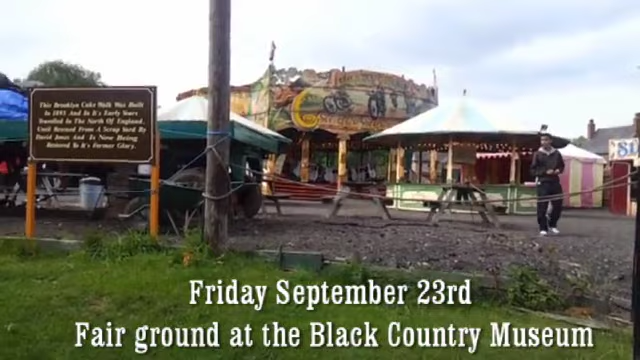 This Brooklyn Cake Walk Was Built
In 1895 And In It's Early Years
Travelled In The North Of England,
Until Rescued From A Scrap Yard By
David Jones And Is Now Being
Restored To It's Former Glory.
Friday September 23rd
Fair ground at the Black Country Museum